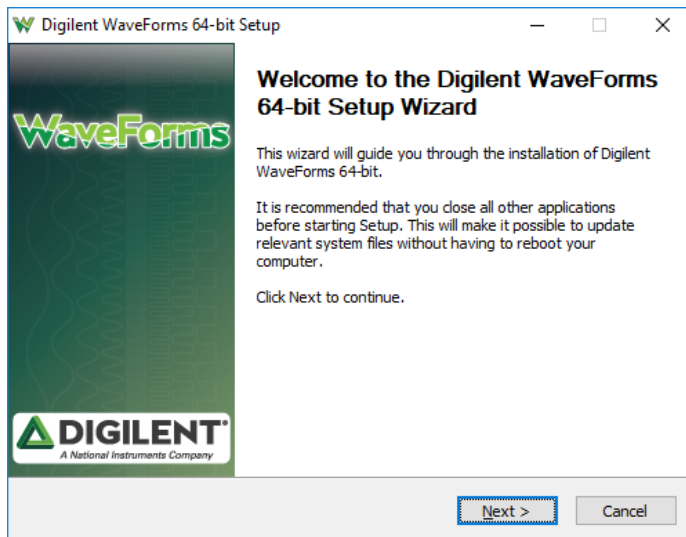 Digilent WaveForms 64-bit Setup
WaveForms
Welcome to the Digilent WaveForms
64-bit Setup Wizard
This wizard will guide you through the installation of Digilent
WaveForms 64-bit.
It is recommended that you close all other applications
before starting Setup. This will make it possible to update
relevant system files without having to reboot your
computer.
Click Next to continue.
DIGILENT
A National Instruments Company
Next >
Cancel